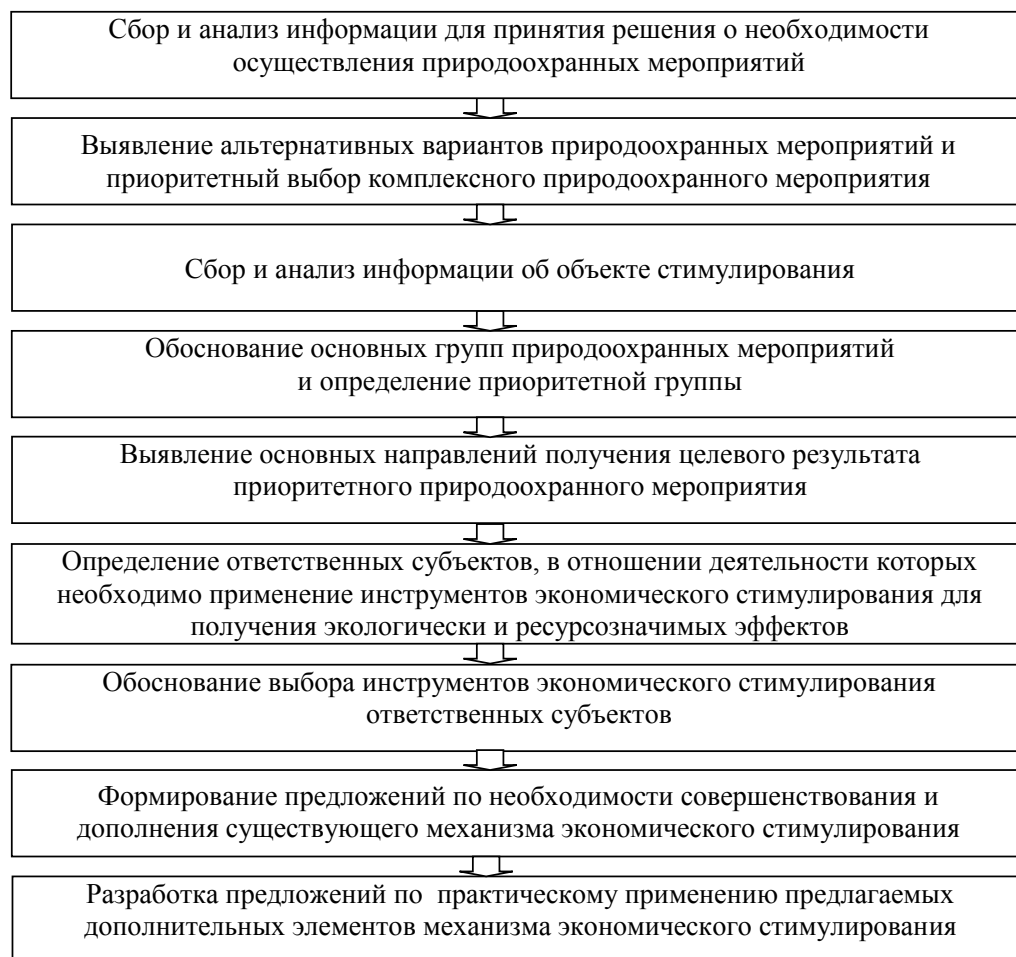 Сбор и анализ информации для принятия решения о необходимости
осуществления природоохранных мероприятий
Выявление альтернативных вариантов природоохранных мероприятий и
приоритетный выбор комплексного природоохранного мероприятия
Сбор и анализ информации об объекте стимулирования
Обоснование основных групп природоохранных мероприятий
и определение приоритетной группы
Выявление основных направлений получения целевого результата
приоритетного природоохранного мероприятия
Определение ответственных субъектов, в отношении деятельности которых
необходимо применение инструментов экономического стимулирования для
получения экологически и ресурсозначимых эффектов
Обоснование выбора инструментов экономического стимулирования
ответственных субъектов
Формирование предложений по необходимости совершенствования и
дополнения существующего механизма экономического стимулирования
Разработка предложений по практическому применению предлагаемых
дополнительных элементов механизма экономического стимулирования